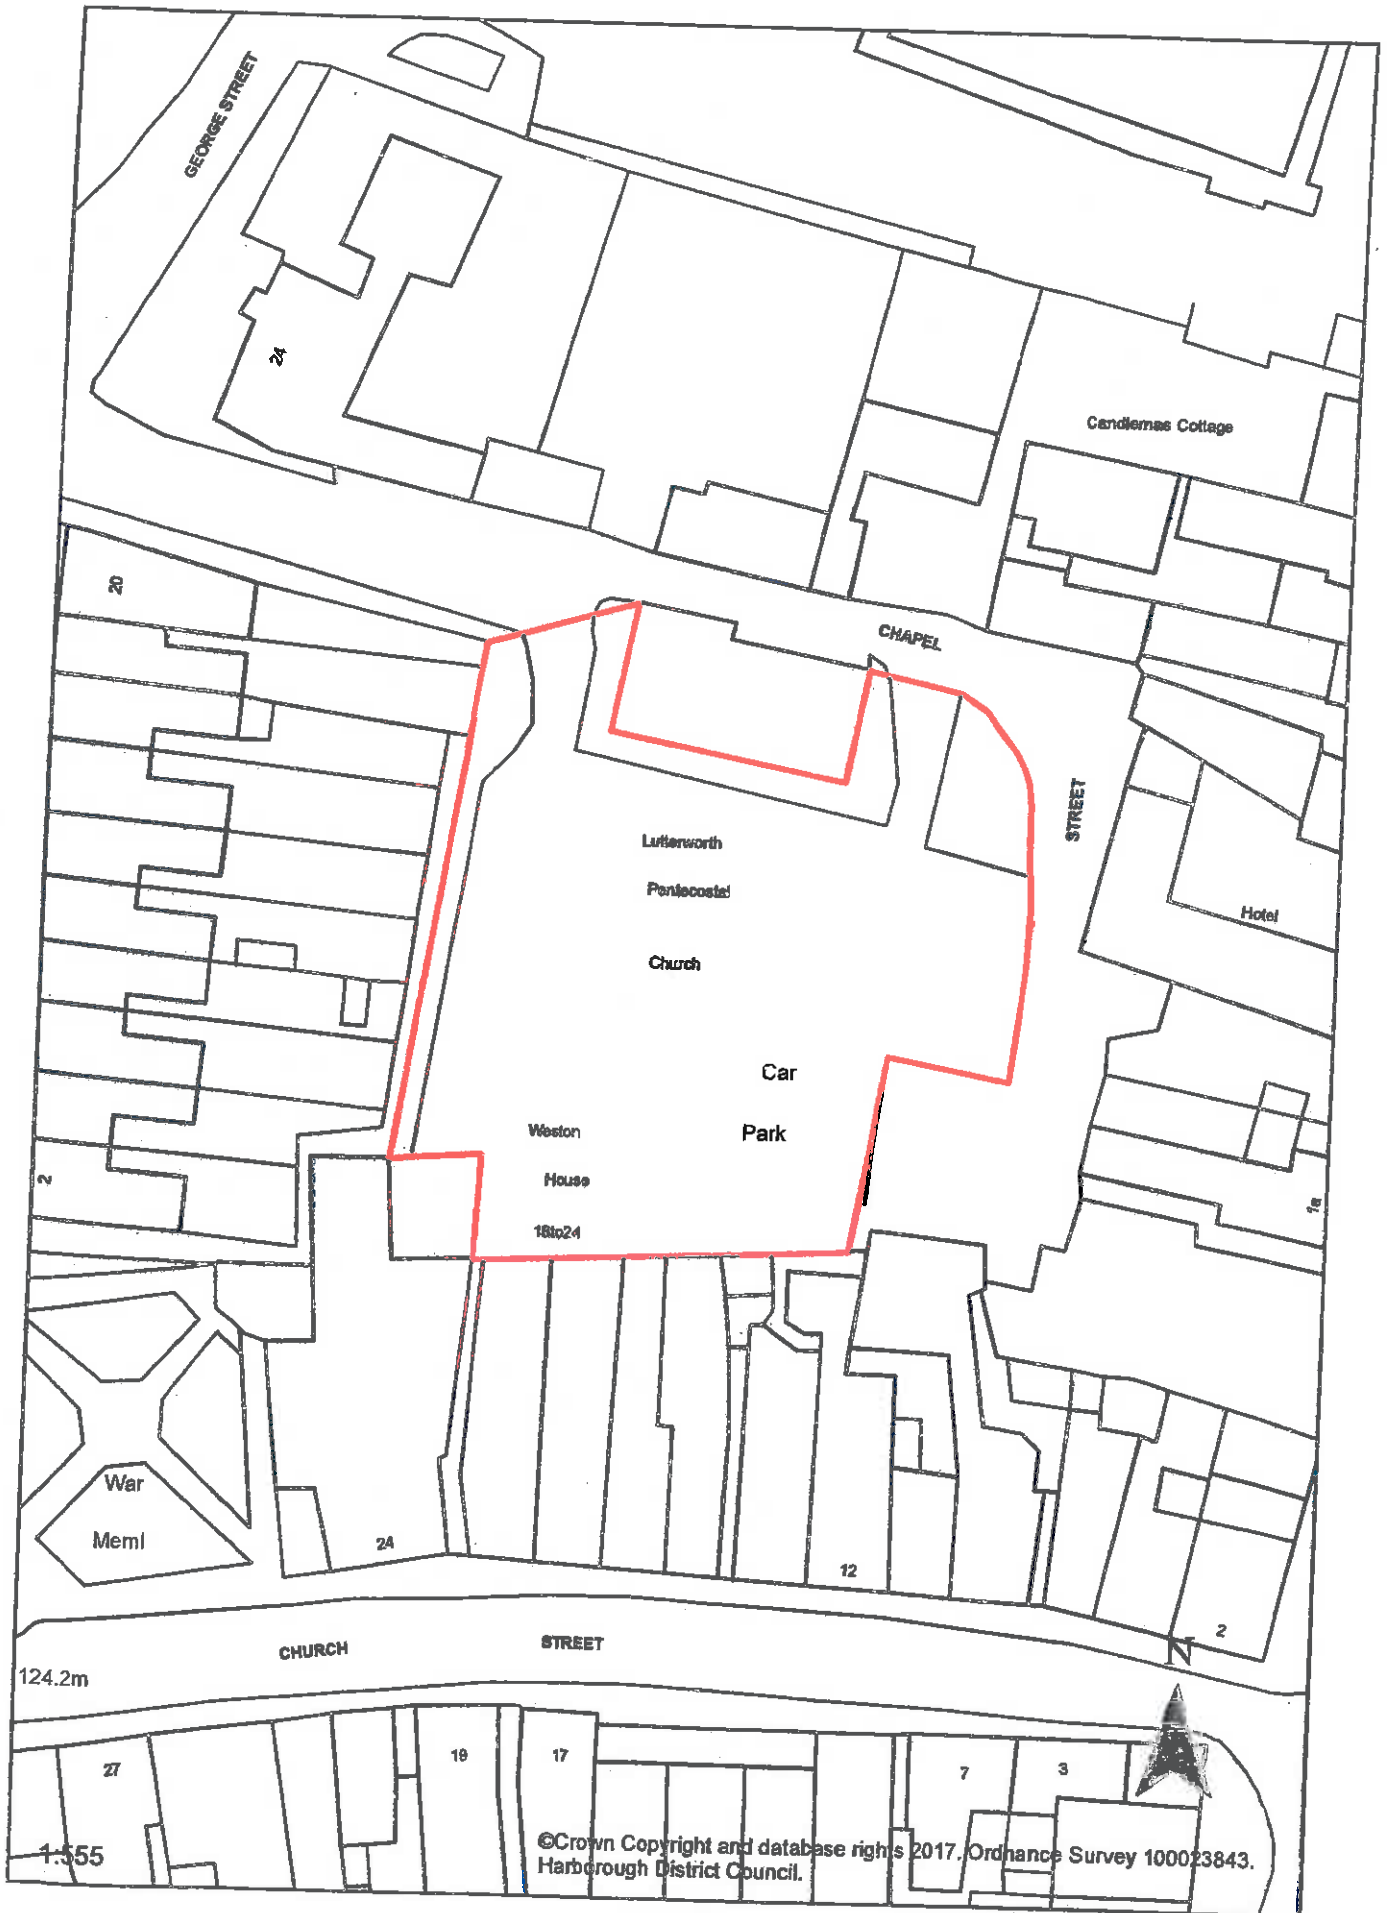 GEORGE STREET
24
Candlemas Cottage
20
CHAPEL
STREET
Lutterworth
Pentecostal
Church
Hotel
Car
Park
Weston
House
18to24
2
1a
War
Meml
24
12
2
N
CHURCH STREET
124.2m
27
19
17
7
3
1:555
©Crown Copyright and database rights 2017. Ordnance Survey 100023843.
Harborough District Council.